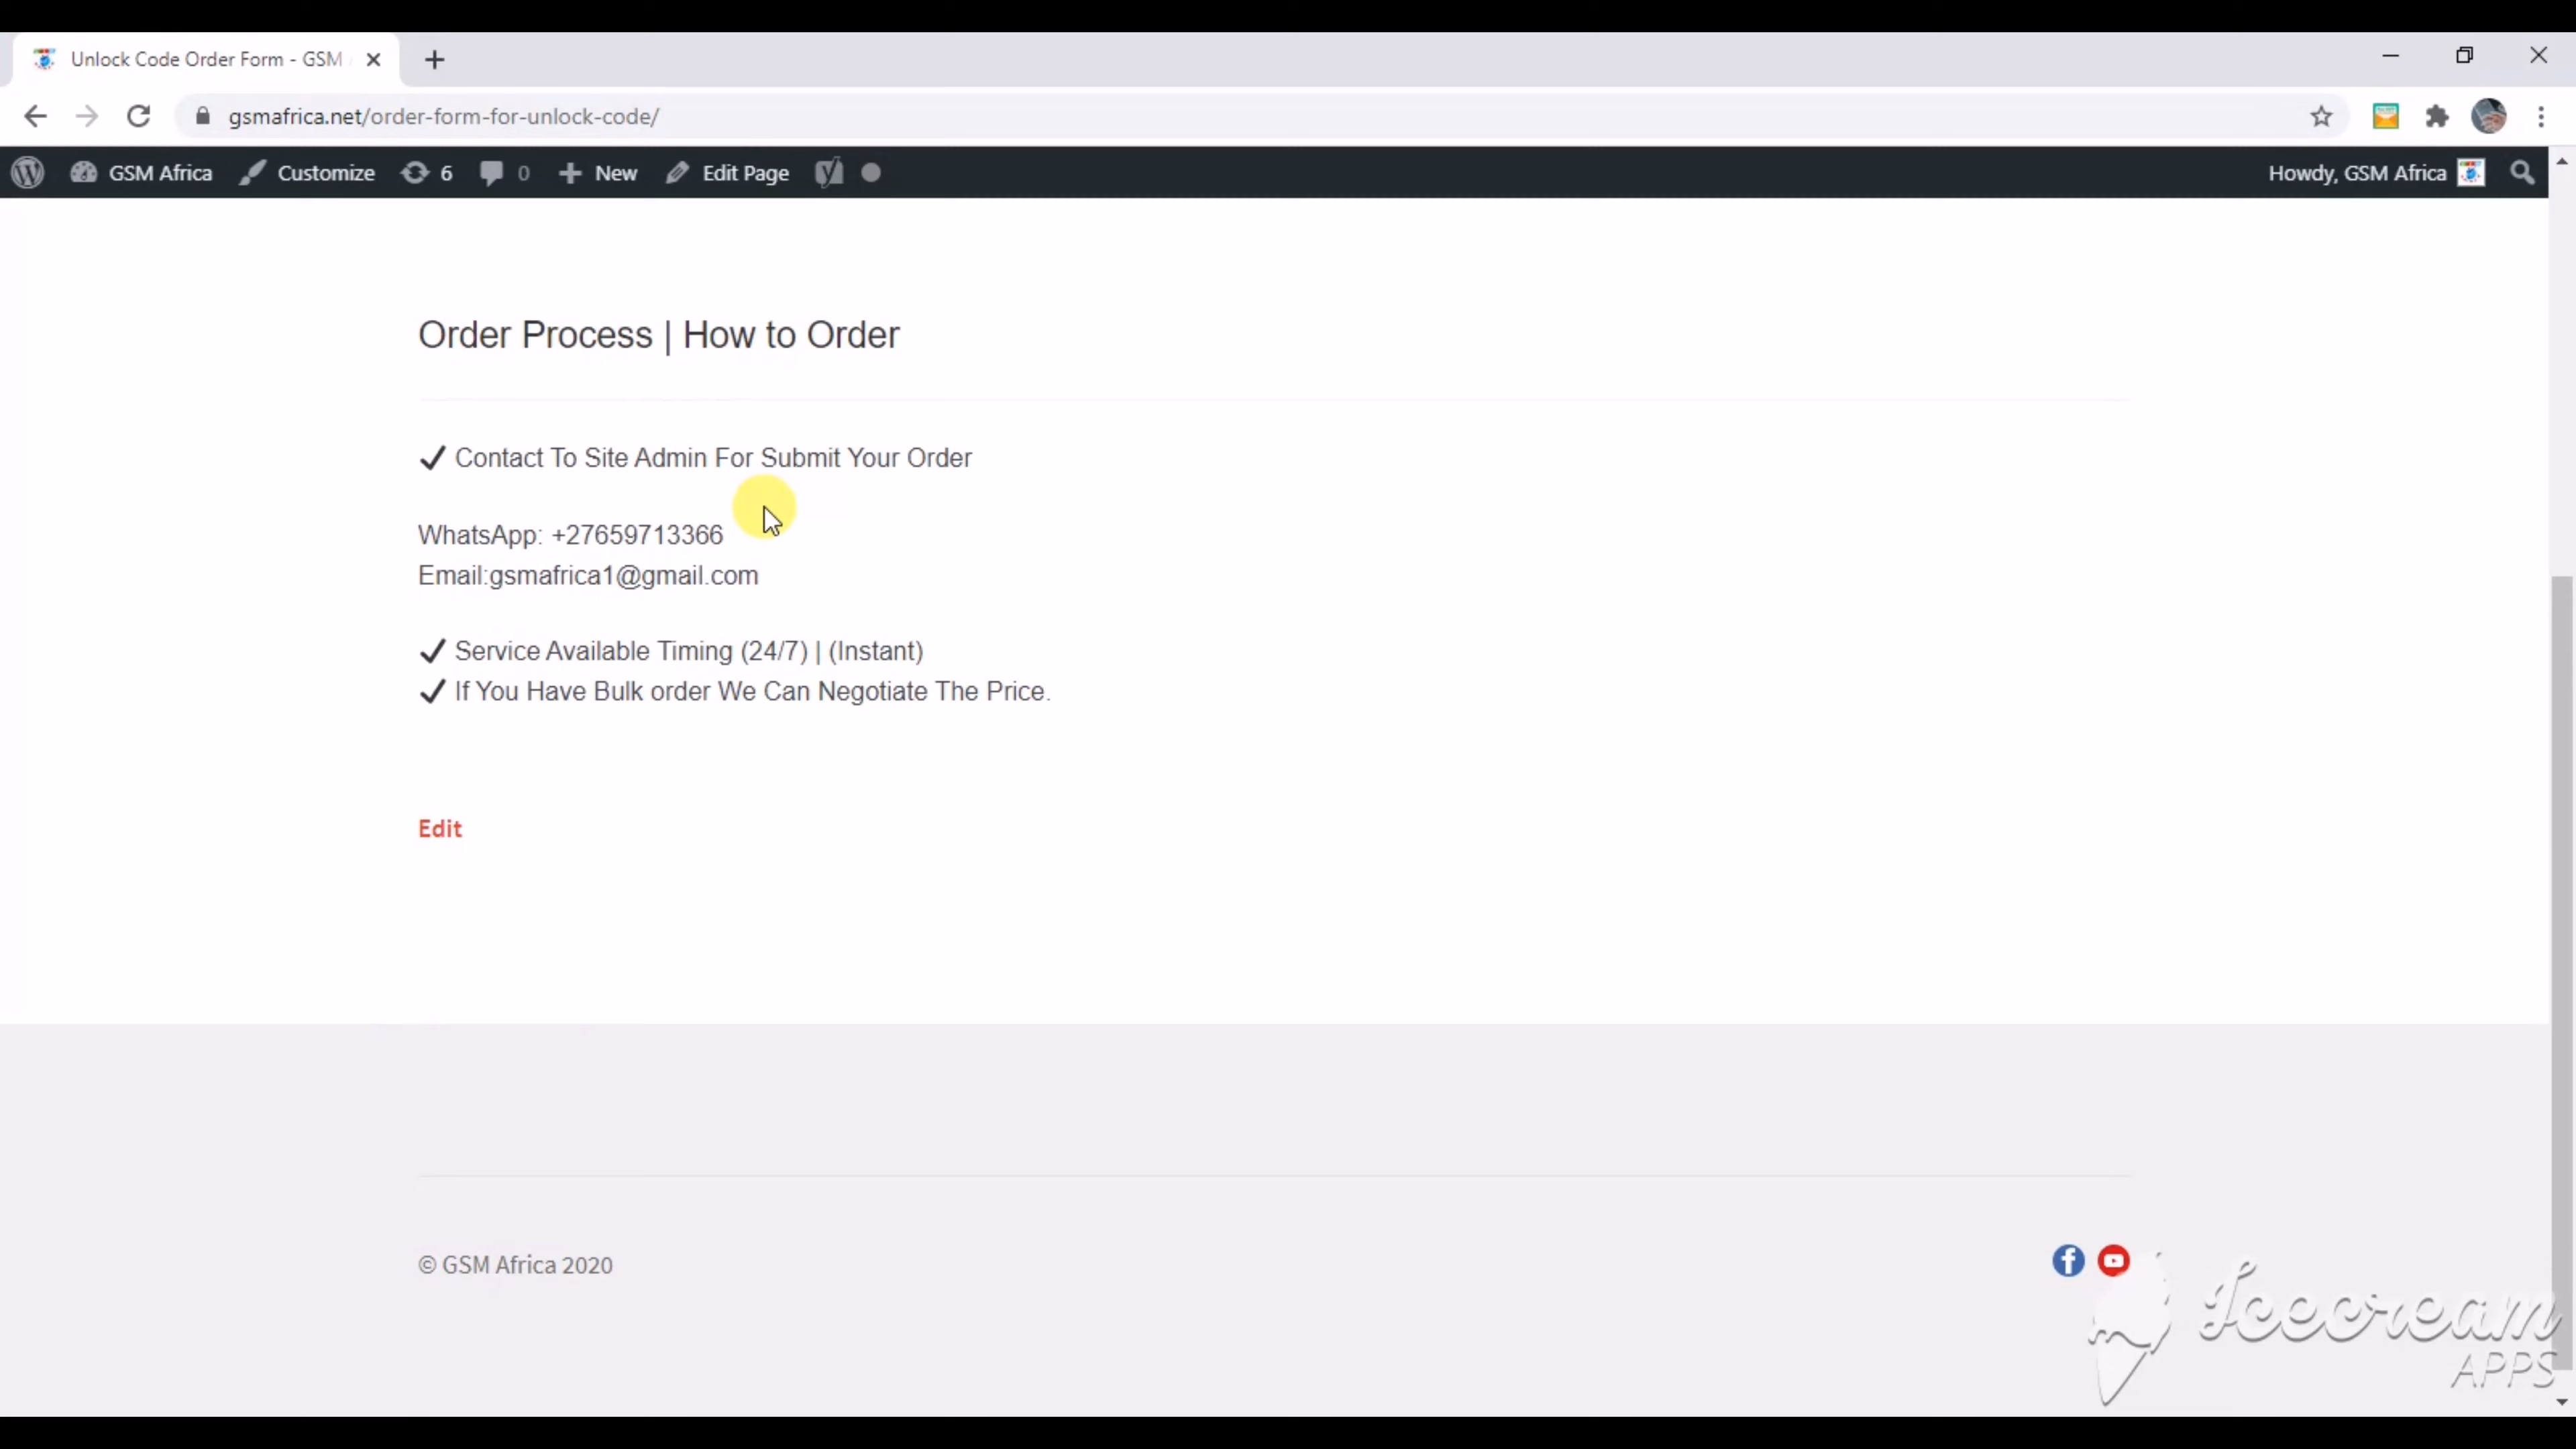 Unlock Code Order Form - GSM
gsmafrica.net/order-form-for-unlock-code/
GSM Africa Customize 6 0 New Edit Page Howdy, GSM Africa
Order Process | How to Order
✔ Contact To Site Admin For Submit Your Order
WhatsApp: +27659713366
Email:gsmafrica1@gmail.com
✔ Service Available Timing (24/7) | (Instant)
✔ If You Have Bulk order We Can Negotiate The Price.
Edit
© GSM Africa 2020
Icecream
APPS